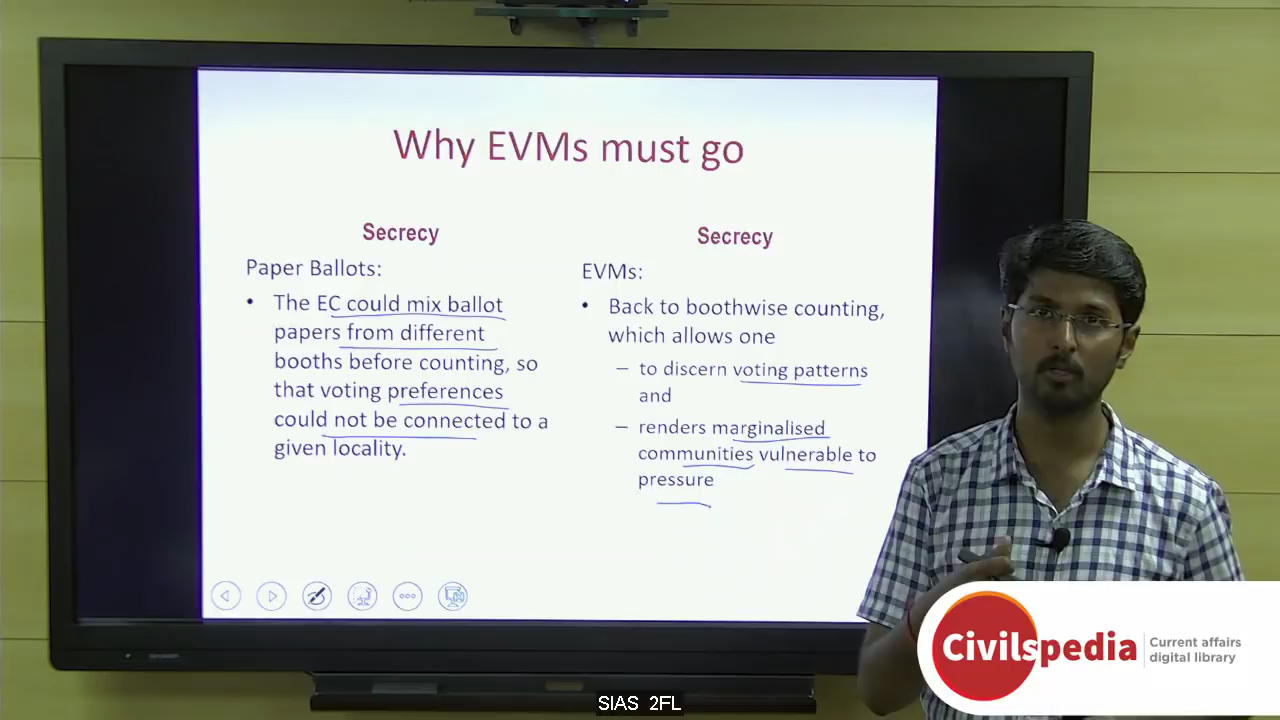 Why EVMs must go
Secrecy
Paper Ballots:
• The EC could mix ballot
papers from different
booths before counting, so
that voting preferences
could not be connected to a
given locality.
Secrecy
EVMs:
• Back to boothwise counting,
which allows one
– to discern voting patterns
and
– renders marginalised
communities vulnerable to
pressure
Civilspedia
Current affairs
digital library
SIAS 2FL